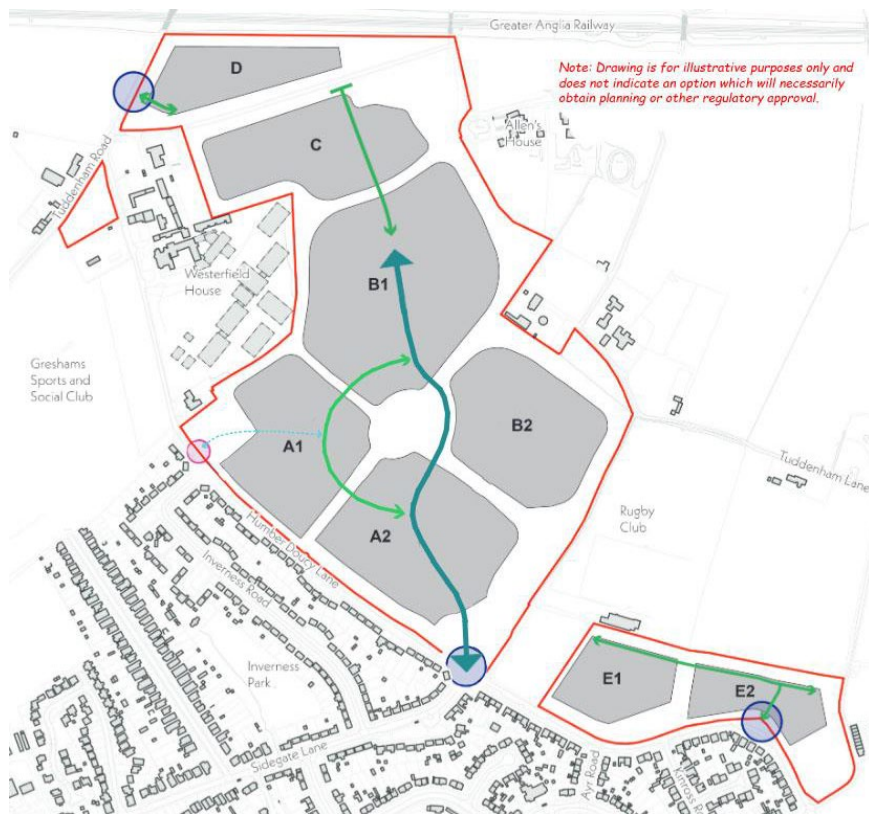 Greater Anglia Railway
Note: Drawing is for illustrative purposes only and
does not indicate an option which will necessarily
obtain planning or other regulatory approval.
D
Allen's
House
C
Tuddenham Road
Westerfield
House
B1
Greshams
Sports and
Social Club
A1
B2
Tuddenham Lane
Rugby
Club
A2
Humber Doucy Lane
Inverness Road
Inverness
Park
E1
E2
Sidegate Lane
Ayr Road
Kinross Ro